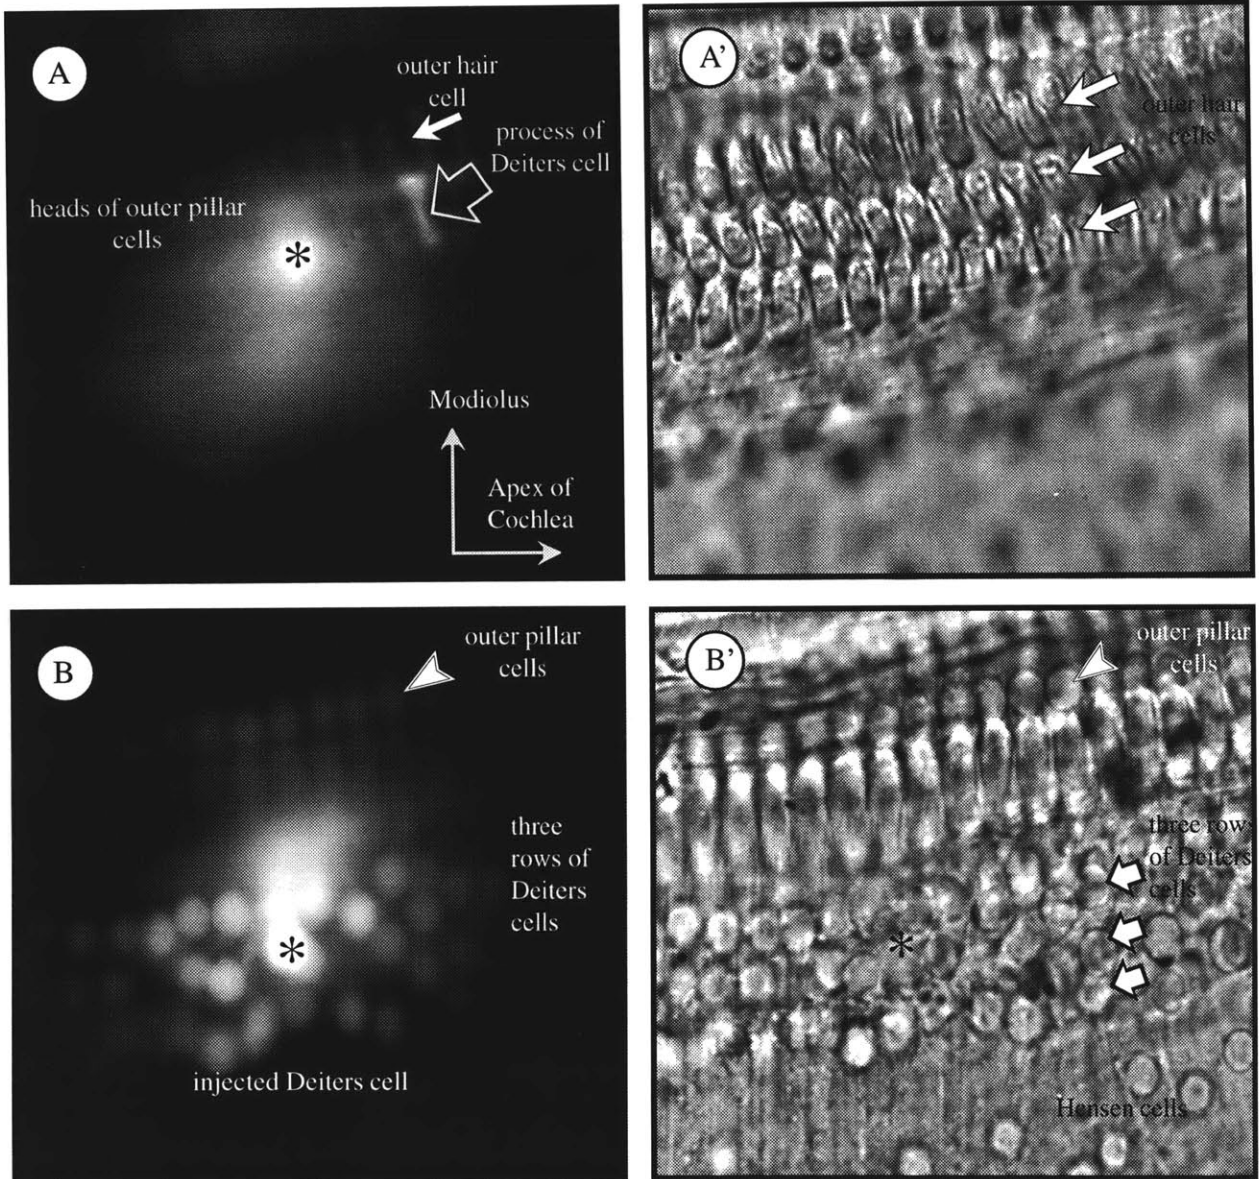 A
outer hair
cell
process of
Deiters cell
heads of outer pillar
cells
*
Modiolus
Apex of
Cochlea
A'
outer hair
cells
B
outer pillar
cells
three
rows of
Deiters
cells
*
injected Deiters cell
B'
outer pillar
cells
three row
of Deiters
cells
*
Hensen cells